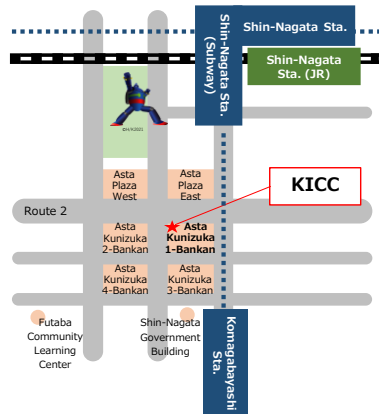 Shin-Nagata Sta.
Shin-Nagata Sta.
(Subway)
Shin-Nagata
Sta. (JR)
©H/K2021
Asta
Plaza
West
Asta
Plaza
East
KICC
Route 2
Asta
Kunizuka
2-Bankan
Asta
Kunizuka
1-Bankan
Asta
Kunizuka
4-Bankan
Asta
Kunizuka
3-Bankan
Futaba
Community
Learning
Center
Shin-Nagata
Government
Building
Komagabayashi
Sta.